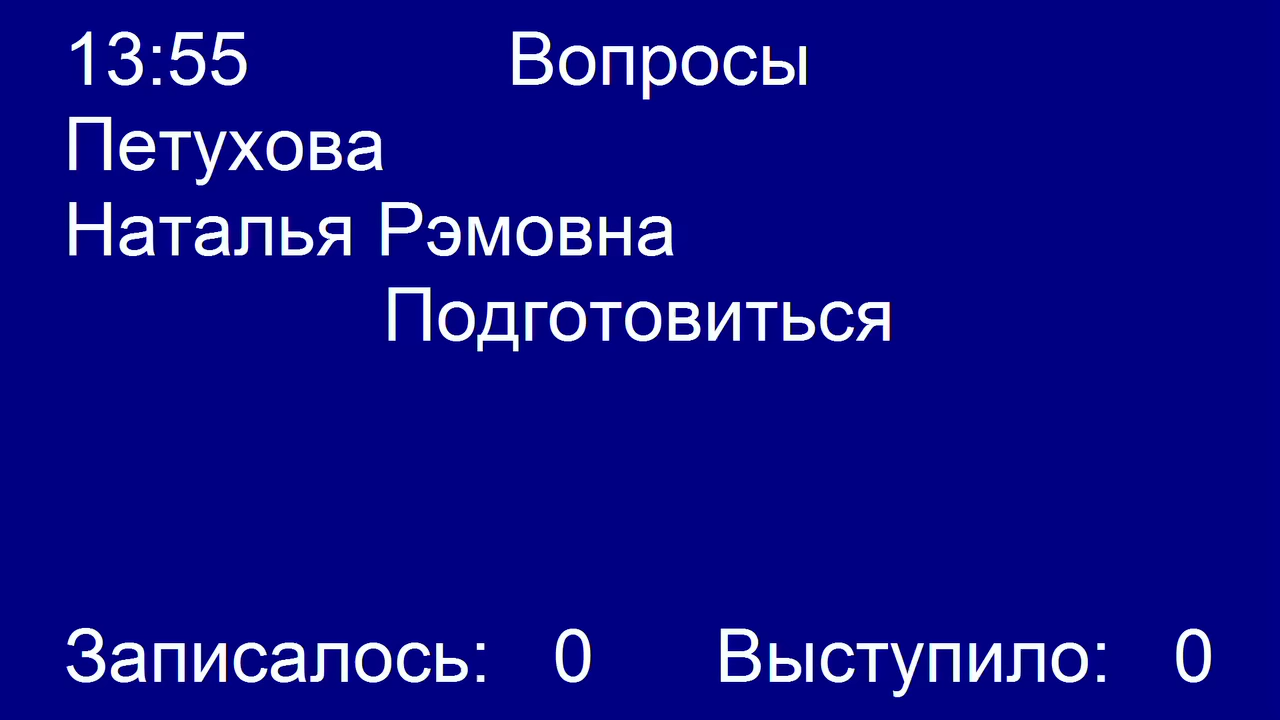 13:55 Вопросы
Петухова
Наталья Рэмовна
Подготовиться
Записалось: 0 Выступило: 0